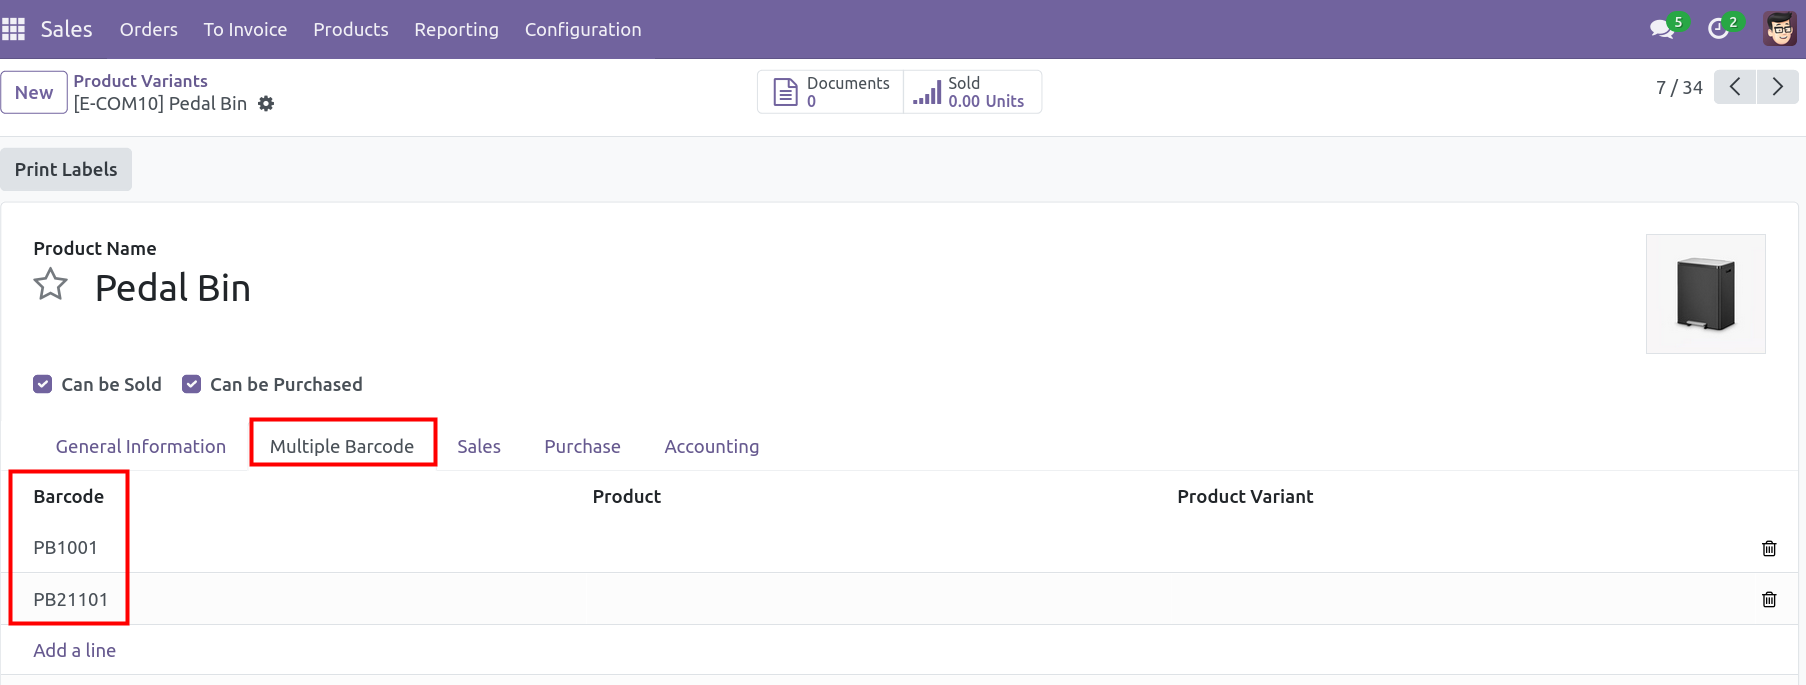 Sales Orders To Invoice Products Reporting Configuration 5 2
New Product Variants
[E-COM10] Pedal Bin
Documents
0
Sold
0.00 Units
7 / 34
Print Labels
Product Name
Pedal Bin
Can be Sold Can be Purchased
General Information Multiple Barcode Sales Purchase Accounting
Barcode Product Product Variant
PB1001
PB21101
Add a line